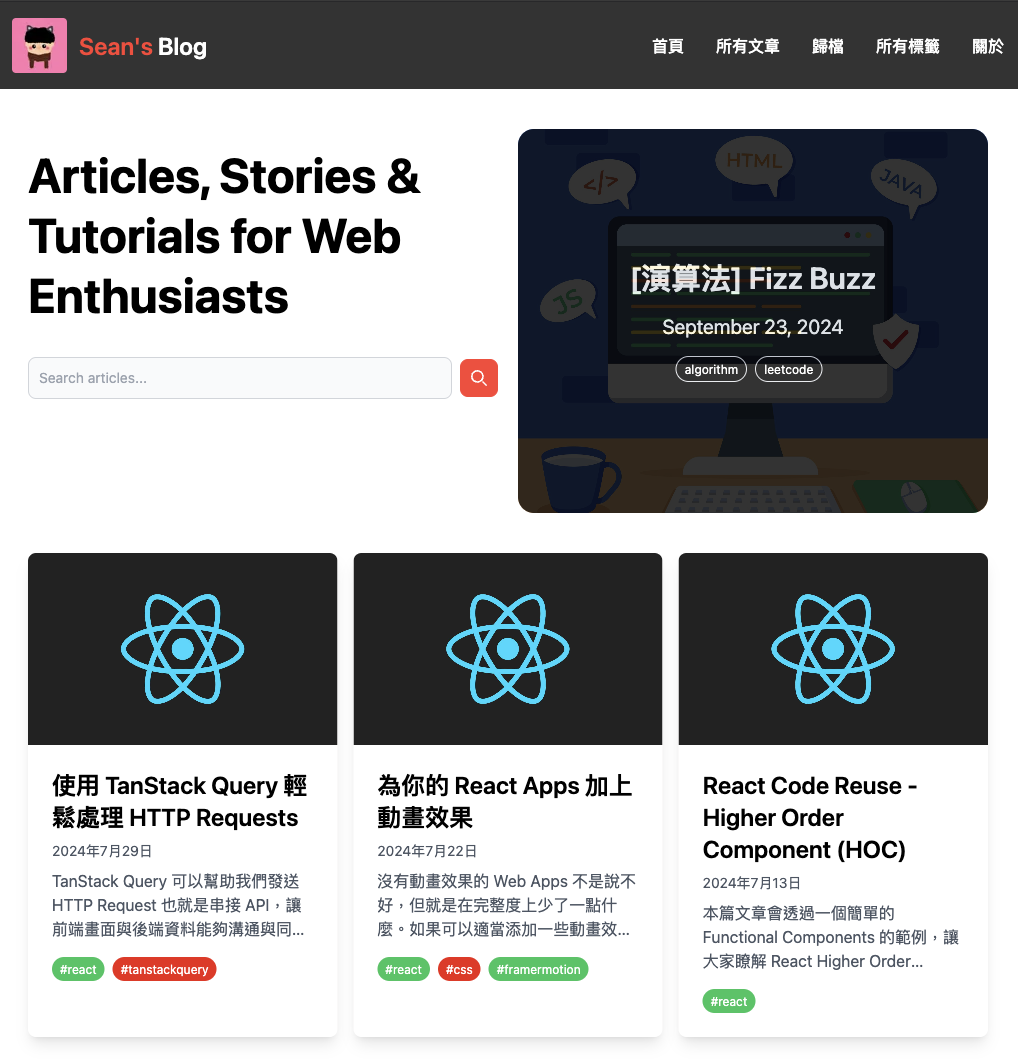 Sean's Blog
首頁 所有文章 歸檔 所有標籤 關於
Articles, Stories &
Tutorials for Web
Enthusiasts
Search articles...
</>
HTML
JAVA
JS
[演算法] Fizz Buzz
September 23, 2024
algorithm leetcode
使用 TanStack Query 輕
鬆處理 HTTP Requests
2024年7月29日
TanStack Query 可以幫助我們發送
HTTP Request 也就是串接 API，讓
前端畫面與後端資料能夠溝通與同...
#react #tanstackquery
為你的 React Apps 加上
動畫效果
2024年7月22日
沒有動畫效果的 Web Apps 不是說不
好，但就是在完整度上少了一點什
麼。如果可以適當添加一些動畫效...
#react #css #framermotion
React Code Reuse -
Higher Order
Component (HOC)
2024年7月13日
本篇文章會透過一個簡單的
Functional Components 的範例，讓
大家瞭解 React Higher Order...
#react